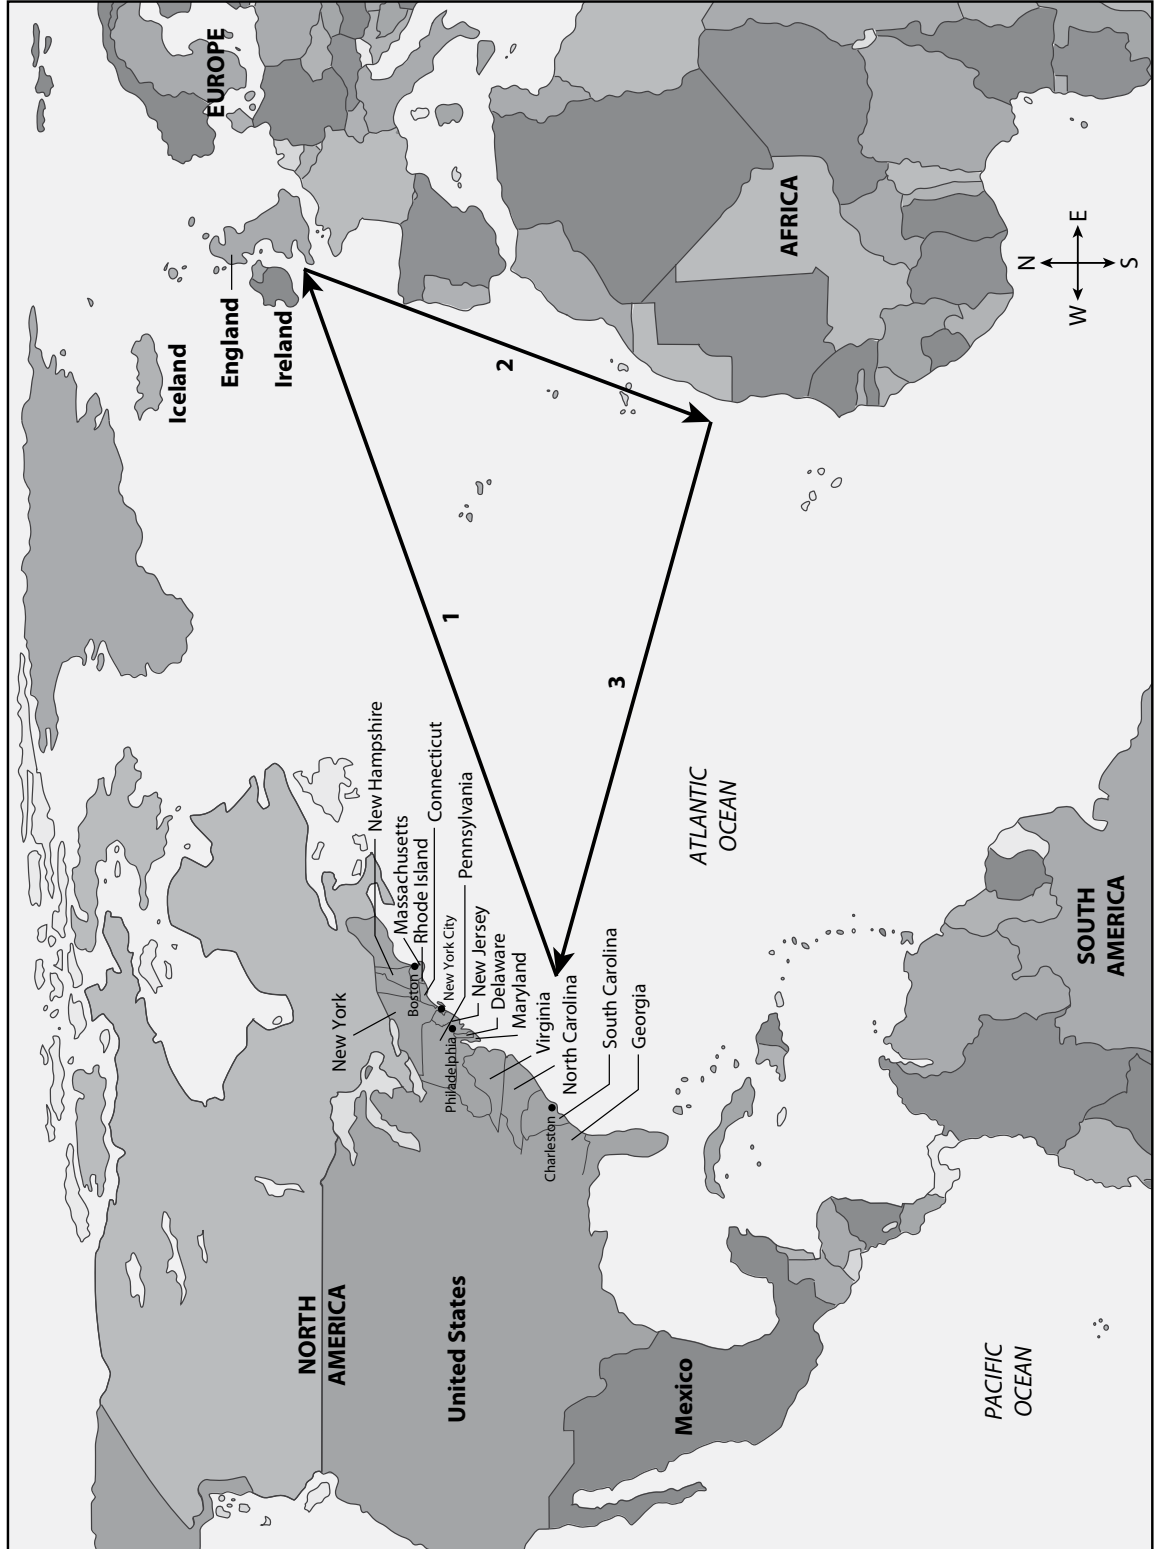 EUROPE
Iceland
England
Ireland
AFRICA
N
W
E
S
1
2
3
New Hampshire
Massachusetts
Rhode Island
Connecticut
Pennsylvania
New York
Boston
New York City
New Jersey
Delaware
Maryland
Philadelphia
Virginia
North Carolina
South Carolina
Georgia
Charleston
ATLANTIC
OCEAN
NORTH
AMERICA
United States
Mexico
SOUTH
AMERICA
PACIFIC
OCEAN